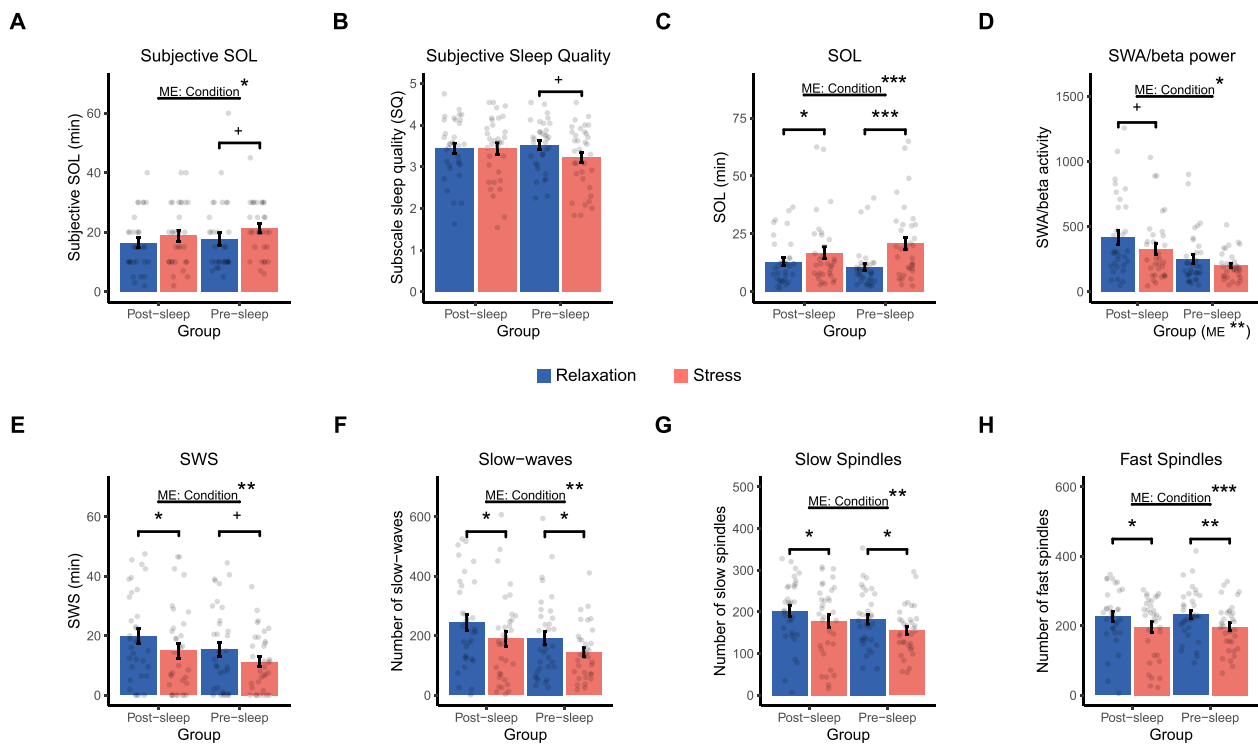 A
Subjective SOL
ME: Condition *
+
Subjective SOL (min)
60
40
20
0
Post-sleep Pre-sleep
Group
B
Subjective Sleep Quality
+
Subscale sleep quality (SQ)
5
4
3
2
1
0
Post-sleep Pre-sleep
Group
C
SOL
ME: Condition ***
* ***
SOL (min)
75
50
25
0
Post-sleep Pre-sleep
Group
D
SWA/beta power
ME: Condition *
+
SWA/beta activity
1500
1000
500
0
Post-sleep Pre-sleep
Group (ME **)
Relaxation Stress
E
SWS
ME: Condition **
* +
SWS (min)
60
40
20
0
Post-sleep Pre-sleep
Group
F
Slow−waves
ME: Condition **
* *
Number of slow−waves
600
400
200
0
Post-sleep Pre-sleep
Group
G
Slow Spindles
ME: Condition **
* *
Number of slow spindles
500
400
300
200
100
0
Post-sleep Pre-sleep
Group
H
Fast Spindles
ME: Condition ***
* **
Number of fast spindles
600
400
200
0
Post-sleep Pre-sleep
Group